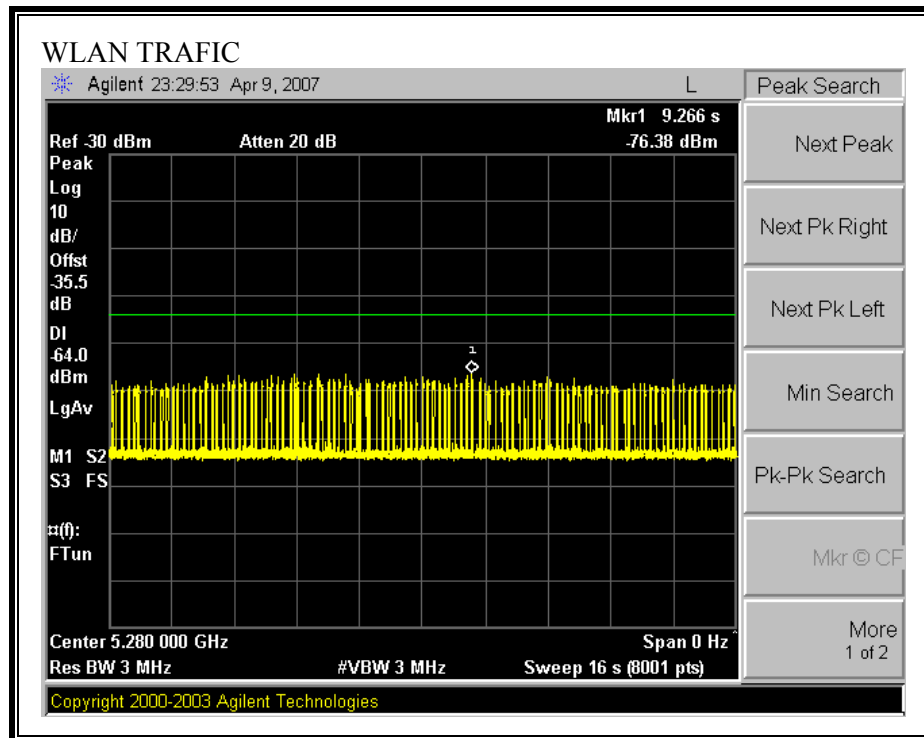 WLAN TRAFIC
Agilent 23:29:53 Apr 9, 2007
L
Peak Search
Mkr1 9.266 s
Ref -30 dBm
Atten 20 dB
-76.38 dBm
Peak
Log
10
dB/
Offst
-35.5
dB
DI
-64.0
dBm
LgAv
M1 S2
S3 FS
¤(f):
FTun
1
Center 5.280 000 GHz
Span 0 Hz^
Res BW 3 MHz
#VBW 3 MHz
Sweep 16 s (8001 pts)
Copyright 2000-2003 Agilent Technologies
Next Peak
Next Pk Right
Next Pk Left
Min Search
Pk-Pk Search
Mkr © CF
More
1 of 2